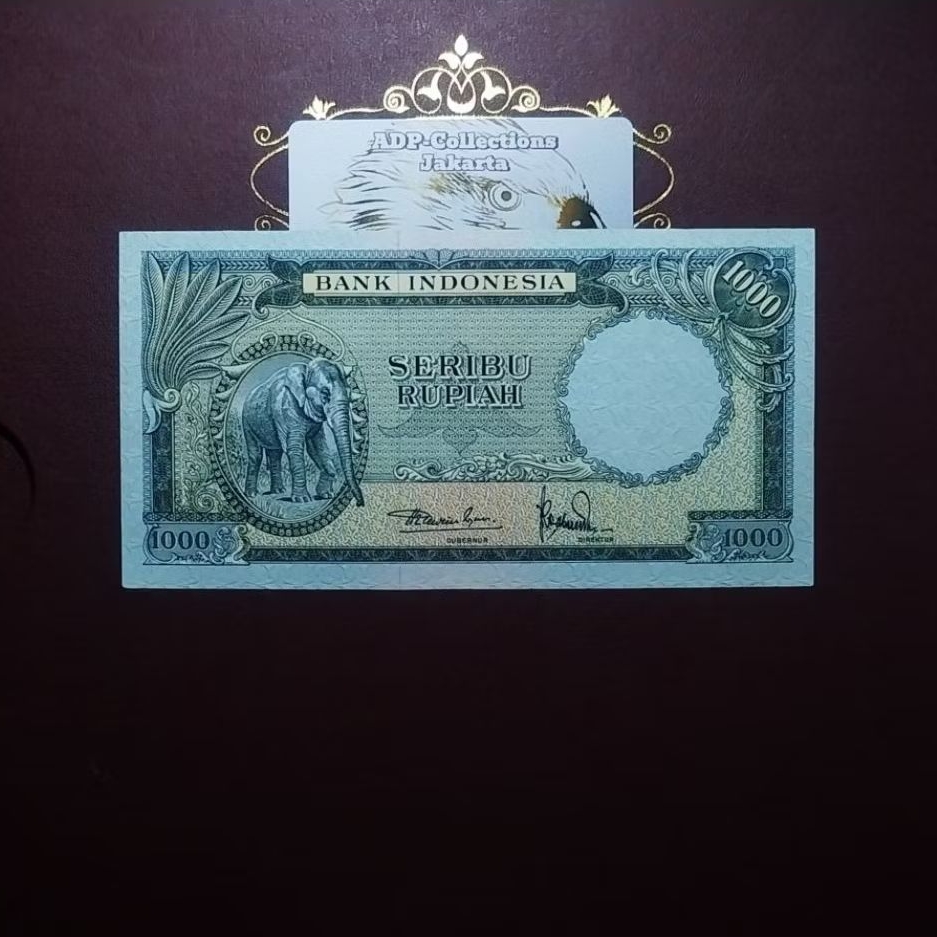 ADP-Collections
Jakarta
BANK INDONESIA
1000
SERIBU
RUPIAH
GUBERNUR
DIREKTUR
1000
1000